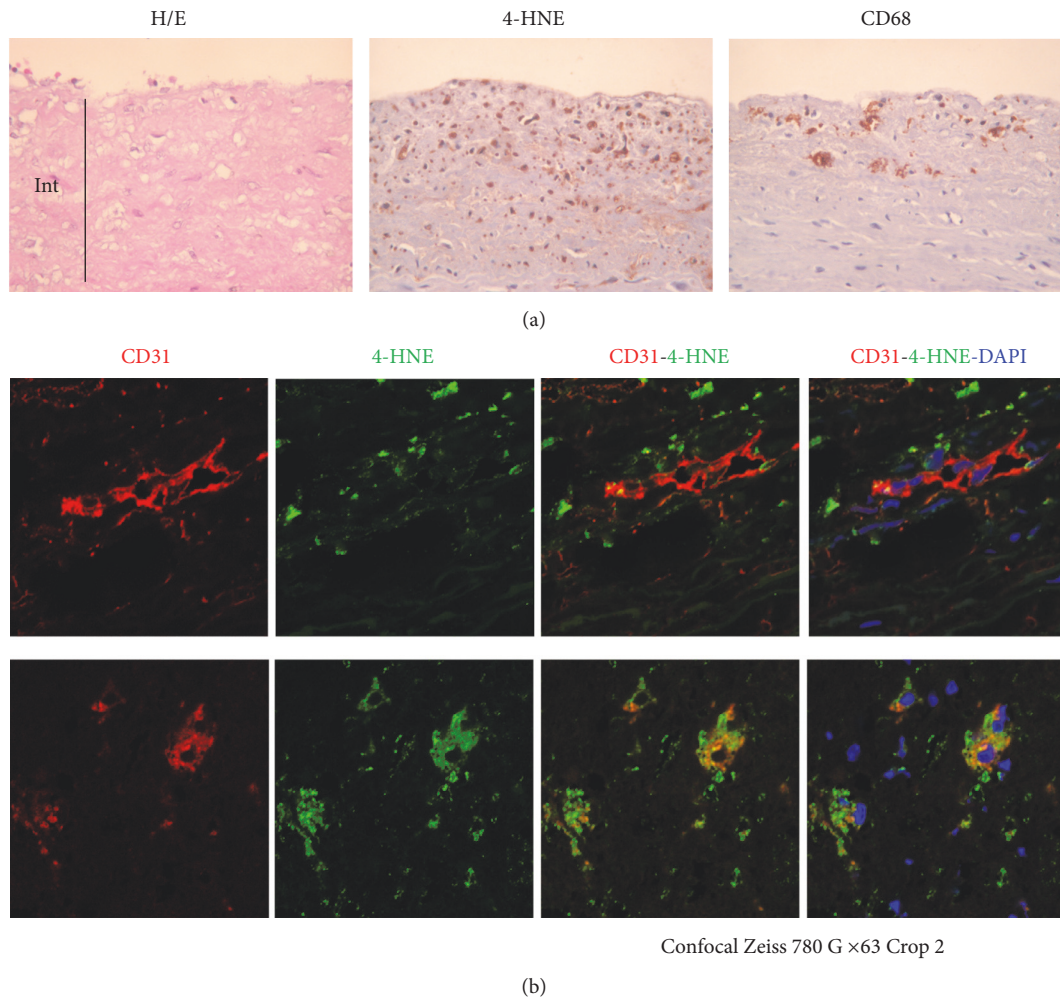 H/E 4-HNE CD68
Int
(a)
CD31 4-HNE CD31-4-HNE CD31-4-HNE-DAPI
Confocal Zeiss 780 G ×63 Crop 2
(b)